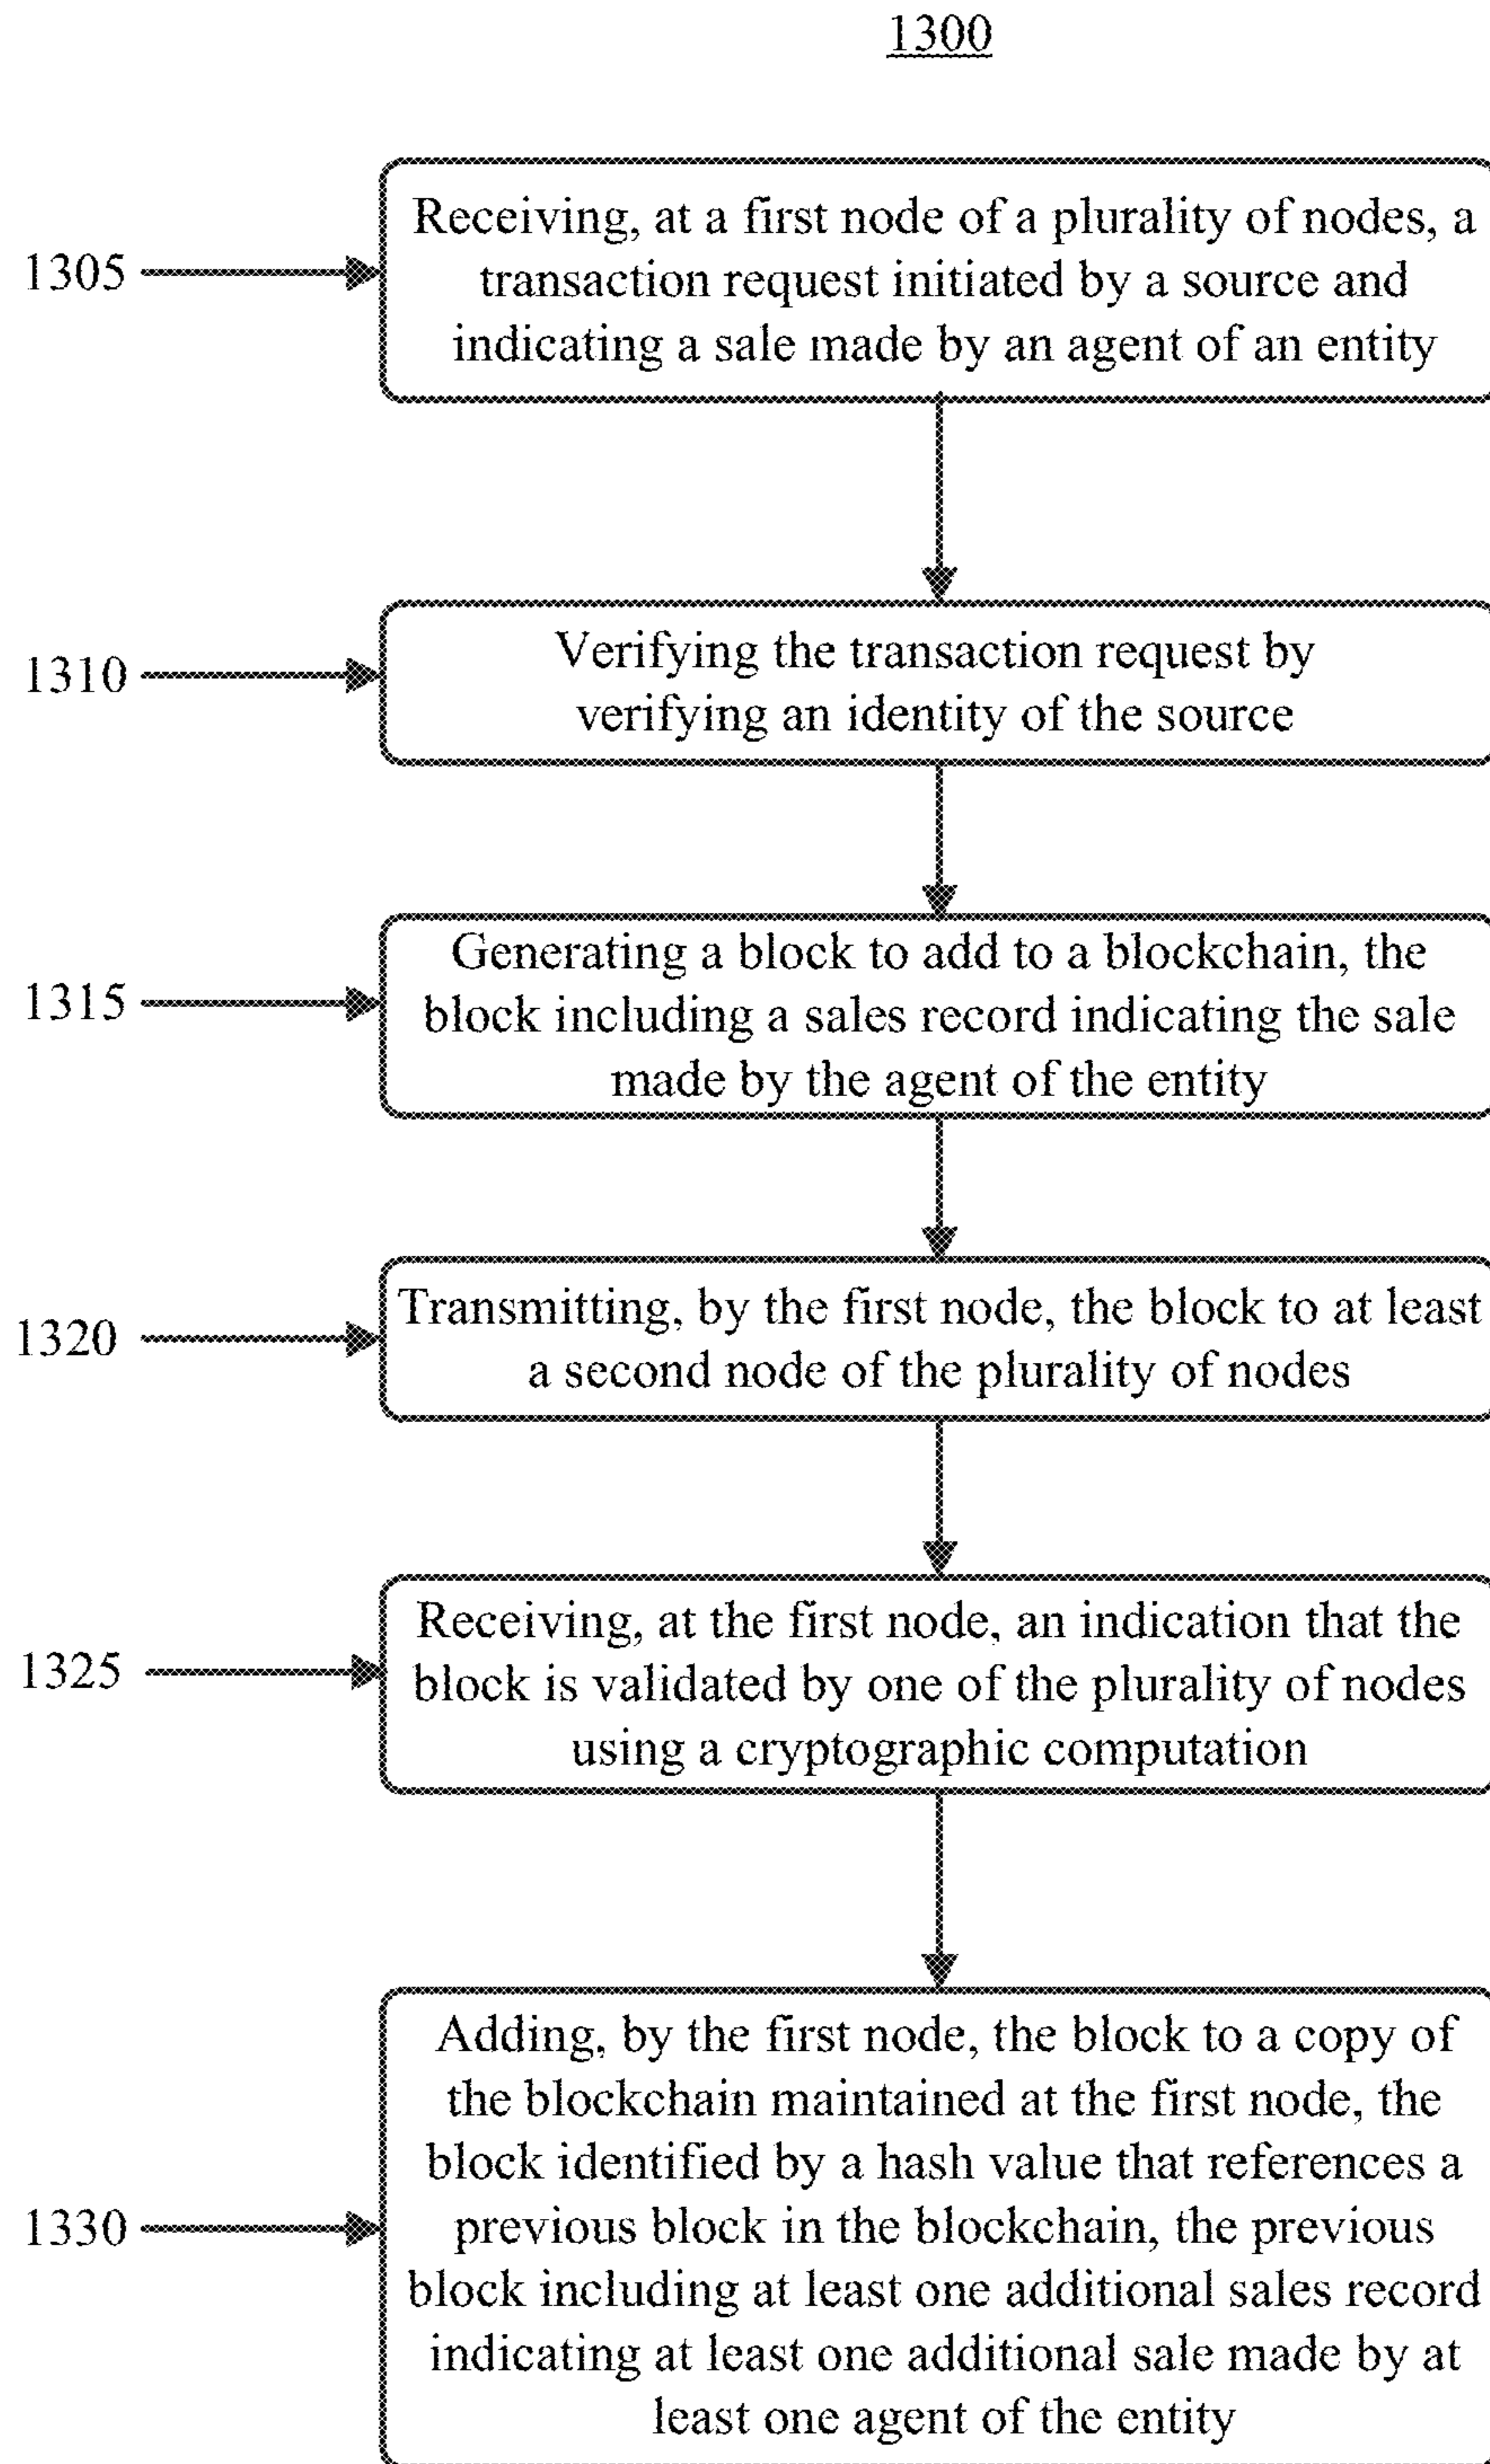 1300
1305
Receiving, at a first node of a plurality of nodes, a
transaction request initiated by a source and
indicating a sale made by an agent of an entity
1310
Verifying the transaction request by
verifying an identity of the source
1315
Generating a block to add to a blockchain, the
block including a sales record indicating the sale
made by the agent of the entity
1320
Transmitting, by the first node, the block to at least
a second node of the plurality of nodes
1325
Receiving, at the first node, an indication that the
block is validated by one of the plurality of nodes
using a cryptographic computation
1330
Adding, by the first node, the block to a copy of
the blockchain maintained at the first node, the
block identified by a hash value that references a
previous block in the blockchain, the previous
block including at least one additional sales record
indicating at least one additional sale made by at
least one agent of the entity